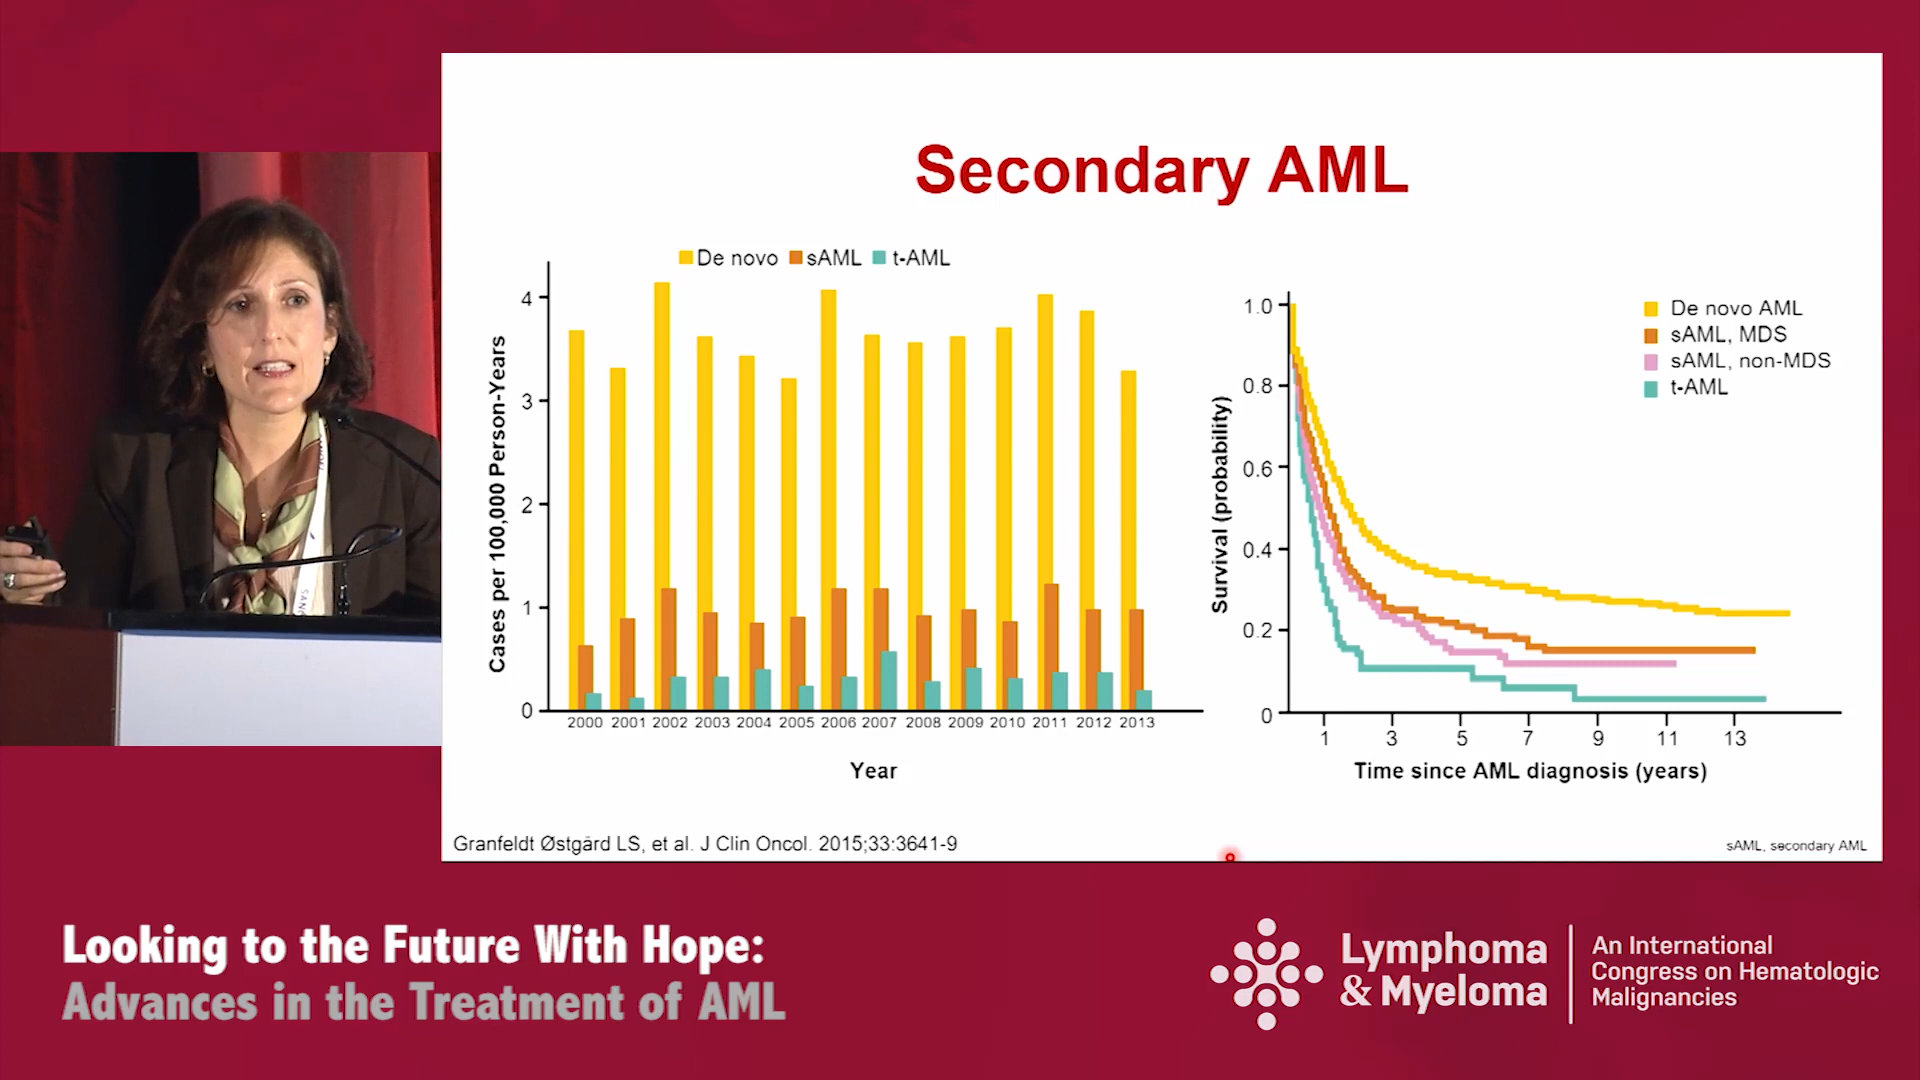 Secondary AML
De novo sAML t-AML
Cases per 100,000 Person-Years
4
3
2
1
0
2000 2001 2002 2003 2004 2005 2006 2007 2008 2009 2010 2011 2012 2013
Year
De novo AML
sAML, MDS
sAML, non-MDS
t-AML
Survival (probability)
1.0
0.8
0.6
0.4
0.2
0
1 3 5 7 9 11 13
Time since AML diagnosis (years)
Granfeldt Østgård LS, et al. J Clin Oncol. 2015;33:3641-9
sAML, secondary AML
Looking to the Future With Hope:
Advances in the Treatment of AML
Lymphoma
& Myeloma
An International
Congress on Hematologic
Malignancies